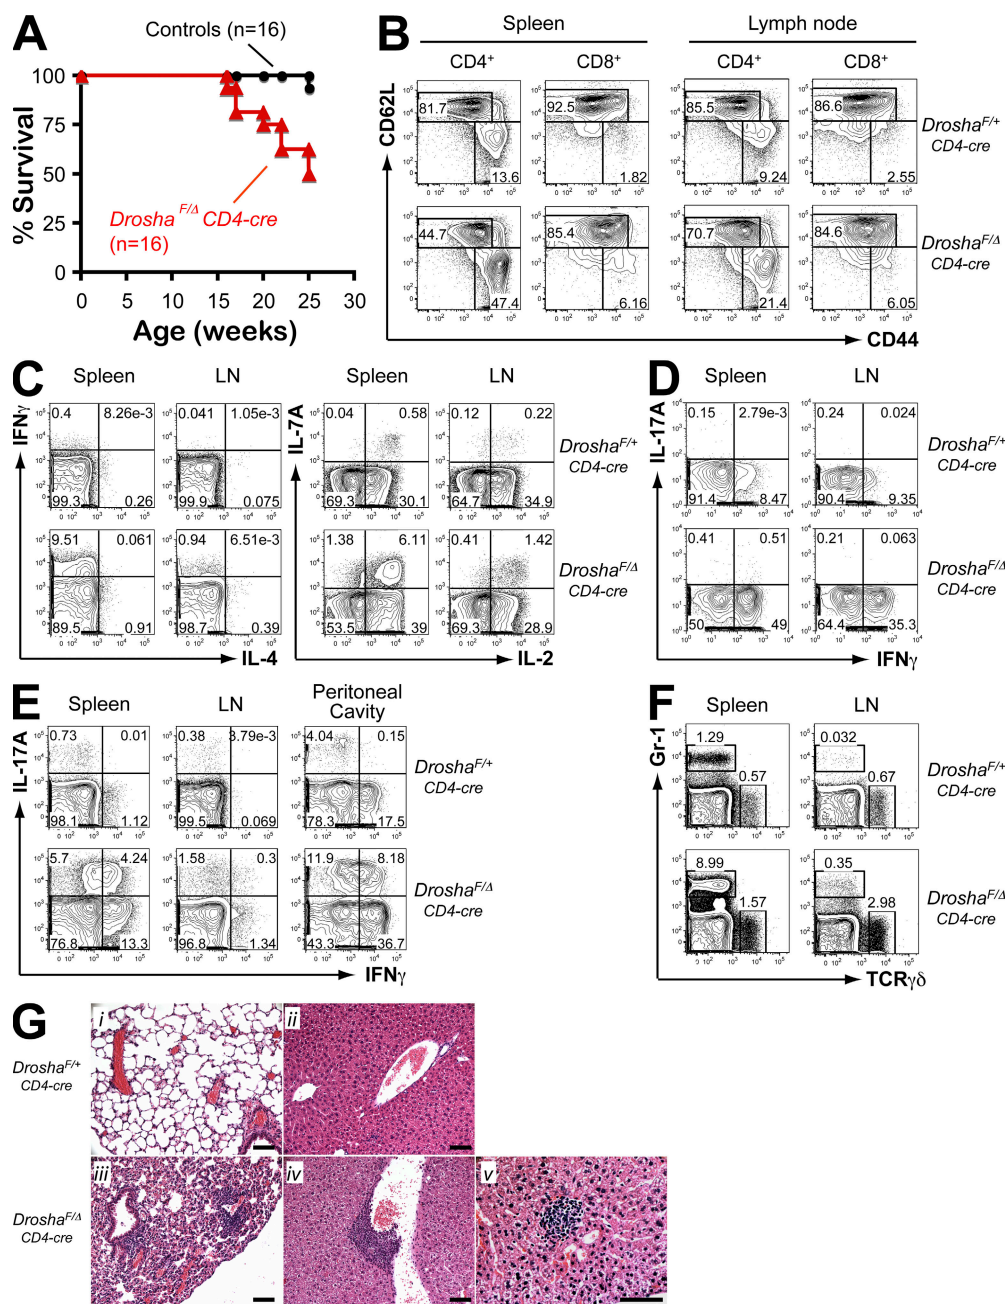 A
Controls (n=16)
100
75
50
25
0
% Survival
Drosha F/Δ CD4-cre
(n=16)
0 5 10 15 20 25 30
Age (weeks)
B
Spleen Lymph node
CD4+ CD8+ CD4+ CD8+
CD62L
81.7 92.5 85.5 86.6
13.6 1.82 9.24 2.55
DroshaF/+
CD4-cre
44.7 85.4 70.7 84.6
47.4 6.16 21.4 6.05
DroshaF/Δ
CD4-cre
CD44
C
Spleen LN Spleen LN
IFNγ
IL-7A
0.4 8.26e-3 0.041 1.05e-3 0.04 0.58 0.12 0.22
99.3 0.26 99.9 0.075 69.3 30.1 64.7 34.9
DroshaF/+
CD4-cre
9.51 0.061 0.94 6.51e-3 1.38 6.11 0.41 1.42
89.5 0.91 98.7 0.39 53.5 39 69.3 28.9
DroshaF/Δ
CD4-cre
IL-4 IL-2
D
Spleen LN
IL-17A
0.15 2.79e-3 0.24 0.024
91.4 8.47 90.4 9.35
DroshaF/+
CD4-cre
0.41 0.51 0.21 0.063
50 49 64.4 35.3
DroshaF/Δ
CD4-cre
IFNγ
E
Spleen LN Peritoneal
Cavity
IL-17A
0.73 0.01 0.38 3.79e-3 4.04 0.15
98.1 1.12 99.5 0.069 78.3 17.5
DroshaF/+
CD4-cre
5.7 4.24 1.58 0.3 11.9 8.18
76.8 13.3 96.8 1.34 43.3 36.7
DroshaF/Δ
CD4-cre
IFNγ
F
Spleen LN
Gr-1
1.29 0.032
0.57 0.67
DroshaF/+
CD4-cre
8.99 0.35
1.57 2.98
DroshaF/Δ
CD4-cre
TCRγδ
G
i ii
DroshaF/+
CD4-cre
iii iv v
DroshaF/Δ
CD4-cre